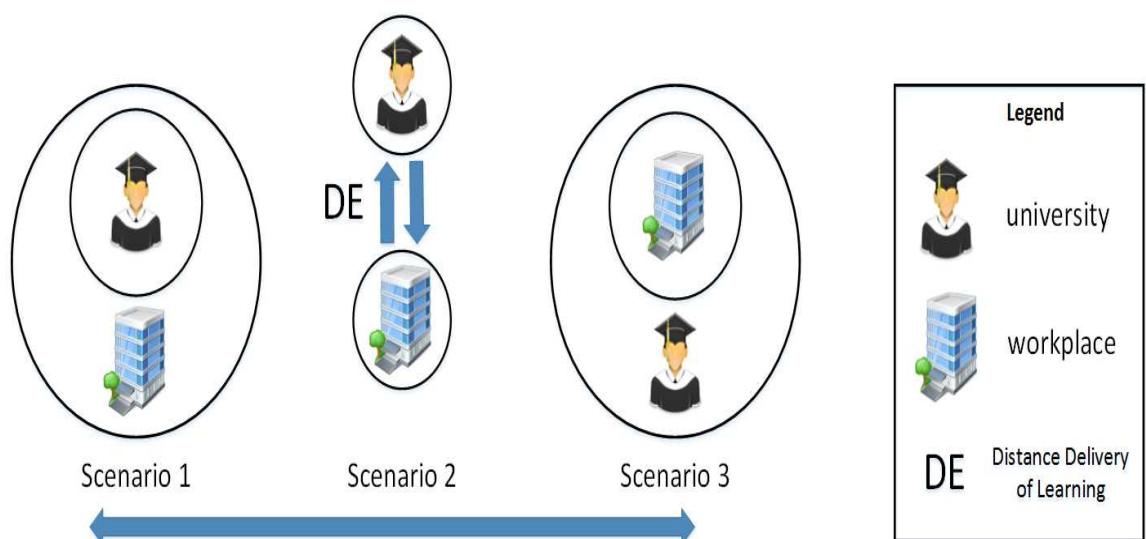 DE
Scenario 1
Scenario 2
Scenario 3
Legend
university
workplace
DE
Distance Delivery
of Learning